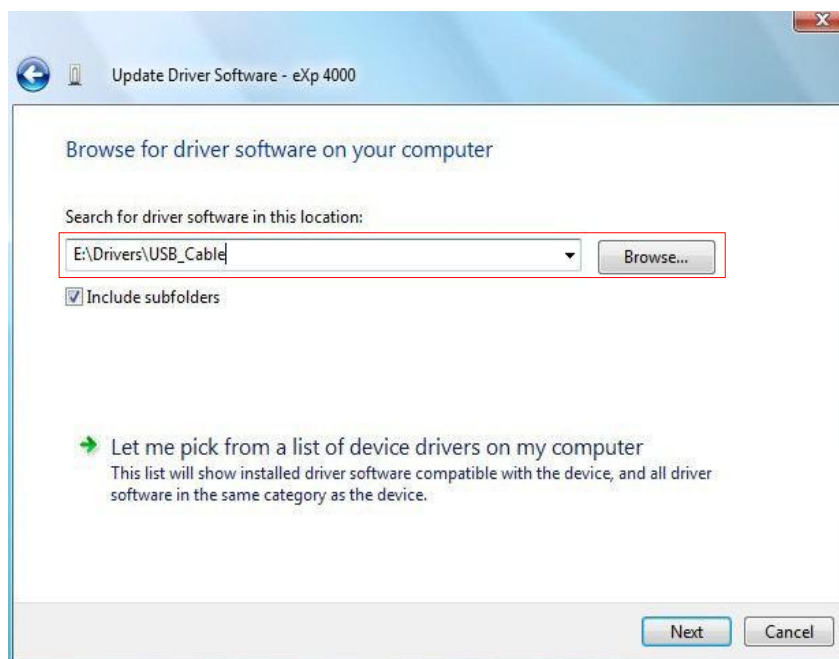 Update Driver Software - eXp 4000
Browse for driver software on your computer
Search for driver software in this location:
E:\Drivers\USB_Cable
Browse...
Include subfolders
Let me pick from a list of device drivers on my computer
This list will show installed driver software compatible with the device, and all driver
software in the same category as the device.
Next
Cancel